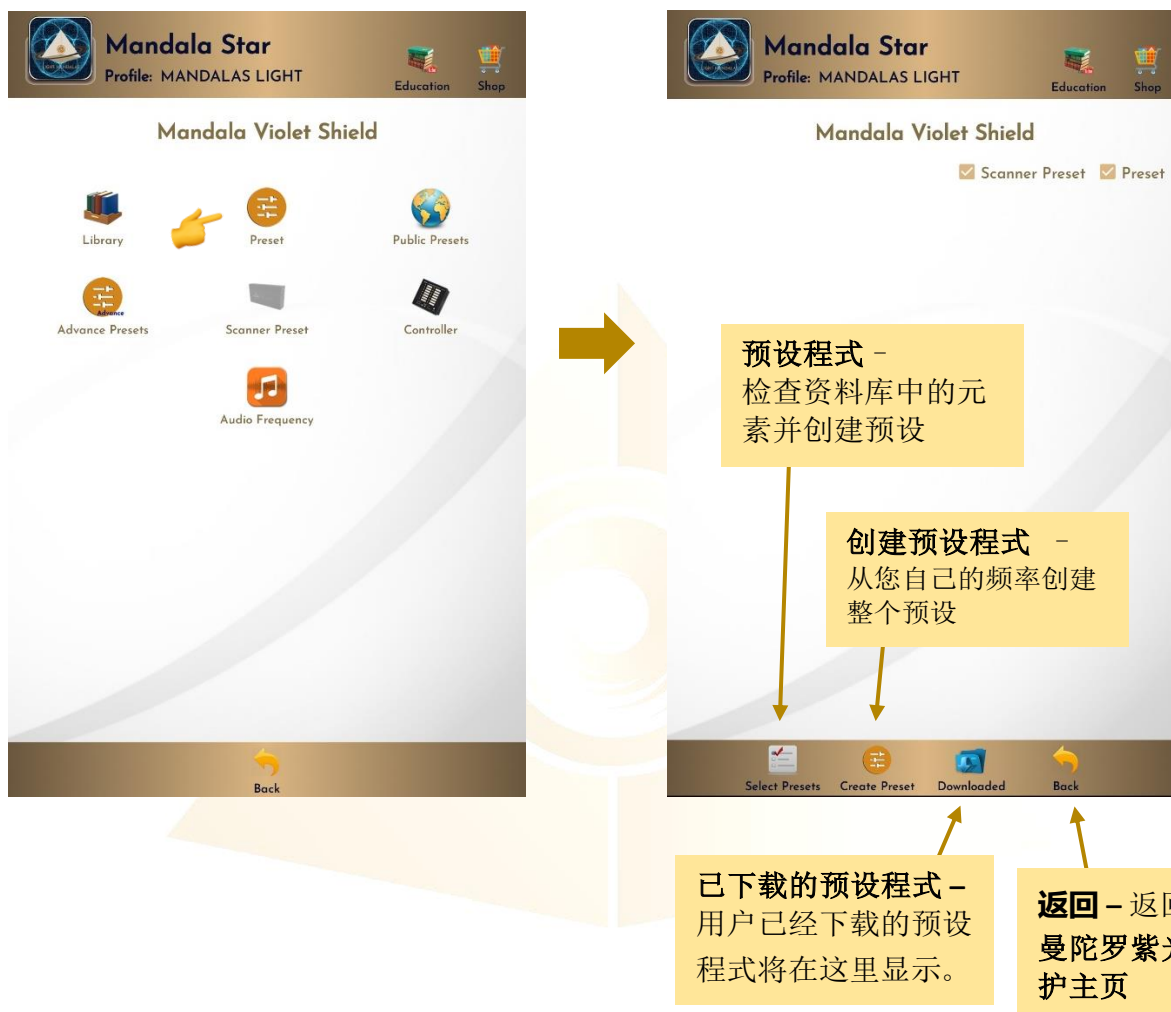 Mandala Star
Profile: MANDALAS LIGHT
Education
Shop
Mandala Violet Shield
Library
Preset
Public Presets
Advance
Advance Presets
Scanner Preset
Controller
Audio Frequency
Back
Mandala Star
Profile: MANDALAS LIGHT
Education
Shop
Mandala Violet Shield
Scanner Preset
Preset
预设程式 –
检查资料库中的元
素并创建预设
创建预设程式 –
从您自己的频率创建
整个预设
Select Presets
Create Preset
Downloaded
Back
已下载的预设程式 –
用户已经下载的预设
程式将在这里显示。
返回 – 返回
曼陀罗紫
护主页